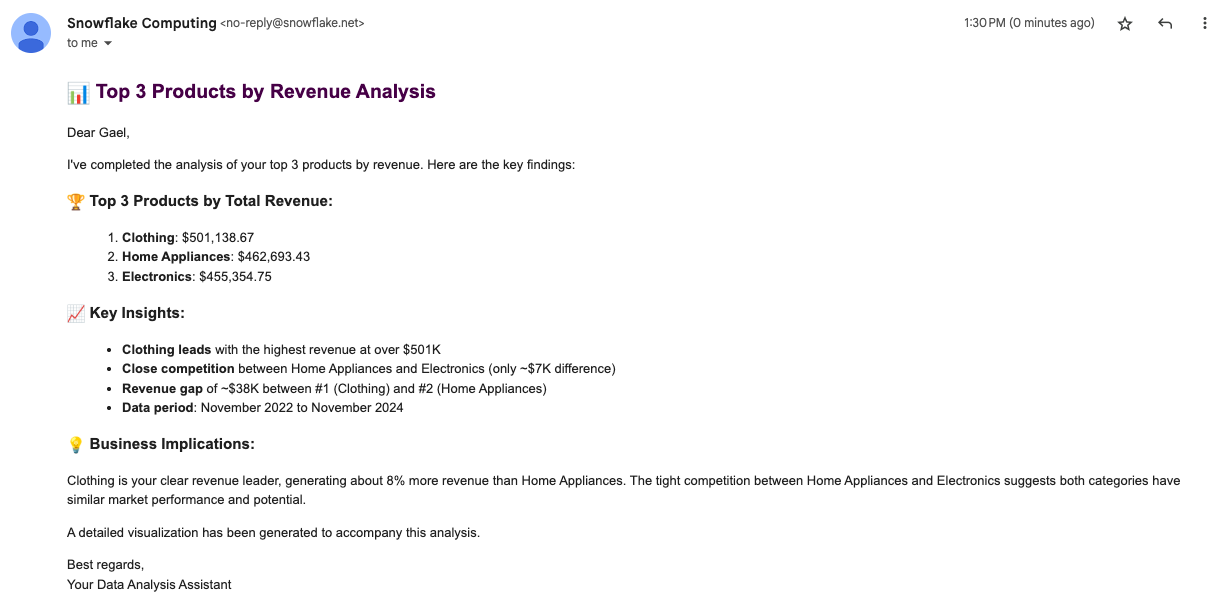 Snowflake Computing <no-reply@snowflake.net>
1:30 PM (0 minutes ago)
to me
📊 Top 3 Products by Revenue Analysis
Dear Gael,
I've completed the analysis of your top 3 products by revenue. Here are the key findings:
🏆 Top 3 Products by Total Revenue:
1. Clothing: $501,138.67
2. Home Appliances: $462,693.43
3. Electronics: $455,354.75
📈 Key Insights:
• Clothing leads with the highest revenue at over $501K
• Close competition between Home Appliances and Electronics (only ~$7K difference)
• Revenue gap of ~$38K between #1 (Clothing) and #2 (Home Appliances)
• Data period: November 2022 to November 2024
💡 Business Implications:
Clothing is your clear revenue leader, generating about 8% more revenue than Home Appliances. The tight competition between Home Appliances and Electronics suggests both categories have
similar market performance and potential.
A detailed visualization has been generated to accompany this analysis.
Best regards,
Your Data Analysis Assistant